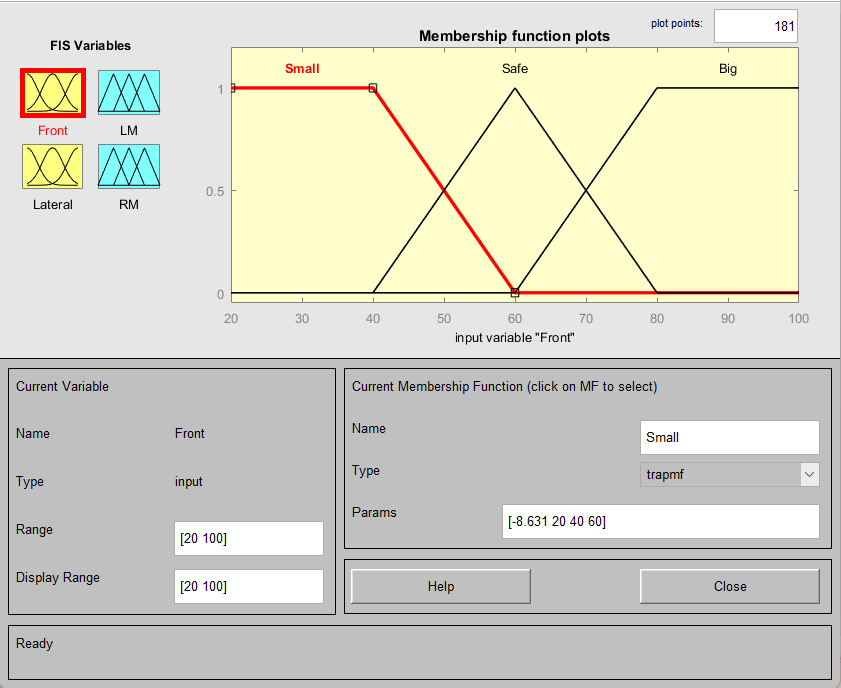 FIS Variables
Front
LM
Lateral
RM
Membership function plots
plot points:
181
Small
Safe
Big
1
0.5
0
20 30 40 50 60 70 80 90 100
input variable "Front"
Current Variable
Name Front
Type input
Range [20 100]
Display Range [20 100]
Current Membership Function (click on MF to select)
Name Small
Type trapmf
Params [-8.631 20 40 60]
Help
Close
Ready